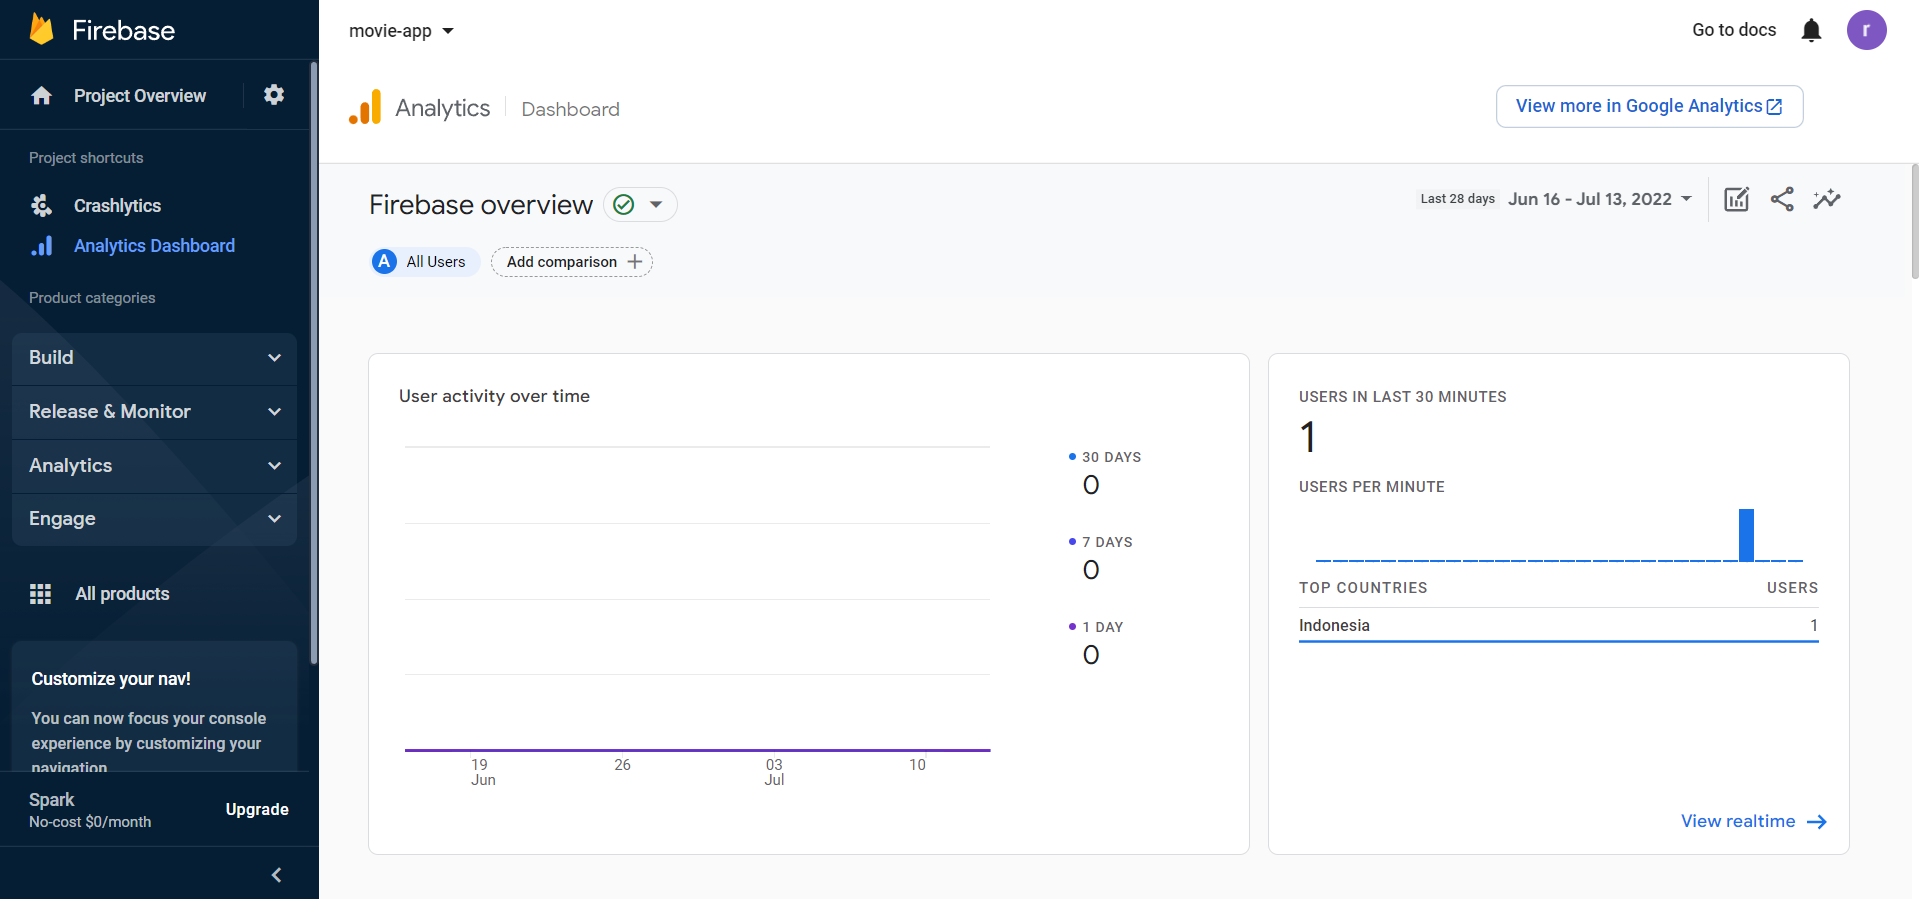 Firebase
Project Overview
Project shortcuts
Crashlytics
Analytics Dashboard
Product categories
Build
Release & Monitor
Analytics
Engage
All products
Customize your nav!
You can now focus your console
experience by customizing your
navigation
Spark
No-cost $0/month
Upgrade
movie-app
Go to docs
r
Analytics
Dashboard
View more in Google Analytics
Firebase overview
Last 28 days
Jun 16 - Jul 13, 2022
A
All Users
Add comparison
User activity over time
30 DAYS
0
7 DAYS
0
1 DAY
0
19
Jun
26
03
Jul
10
USERS IN LAST 30 MINUTES
1
USERS PER MINUTE
TOP COUNTRIES USERS
Indonesia 1
View realtime